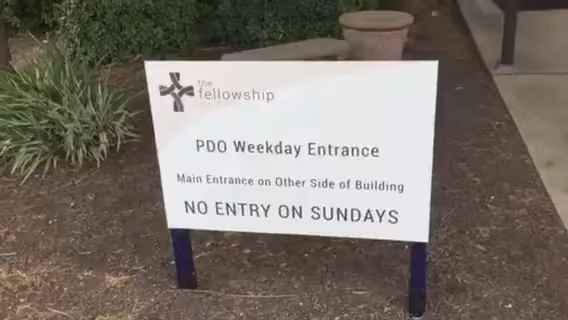 the
fellowship
PDO Weekday Entrance
Main Entrance on Other Side of Building
NO ENTRY ON SUNDAYS